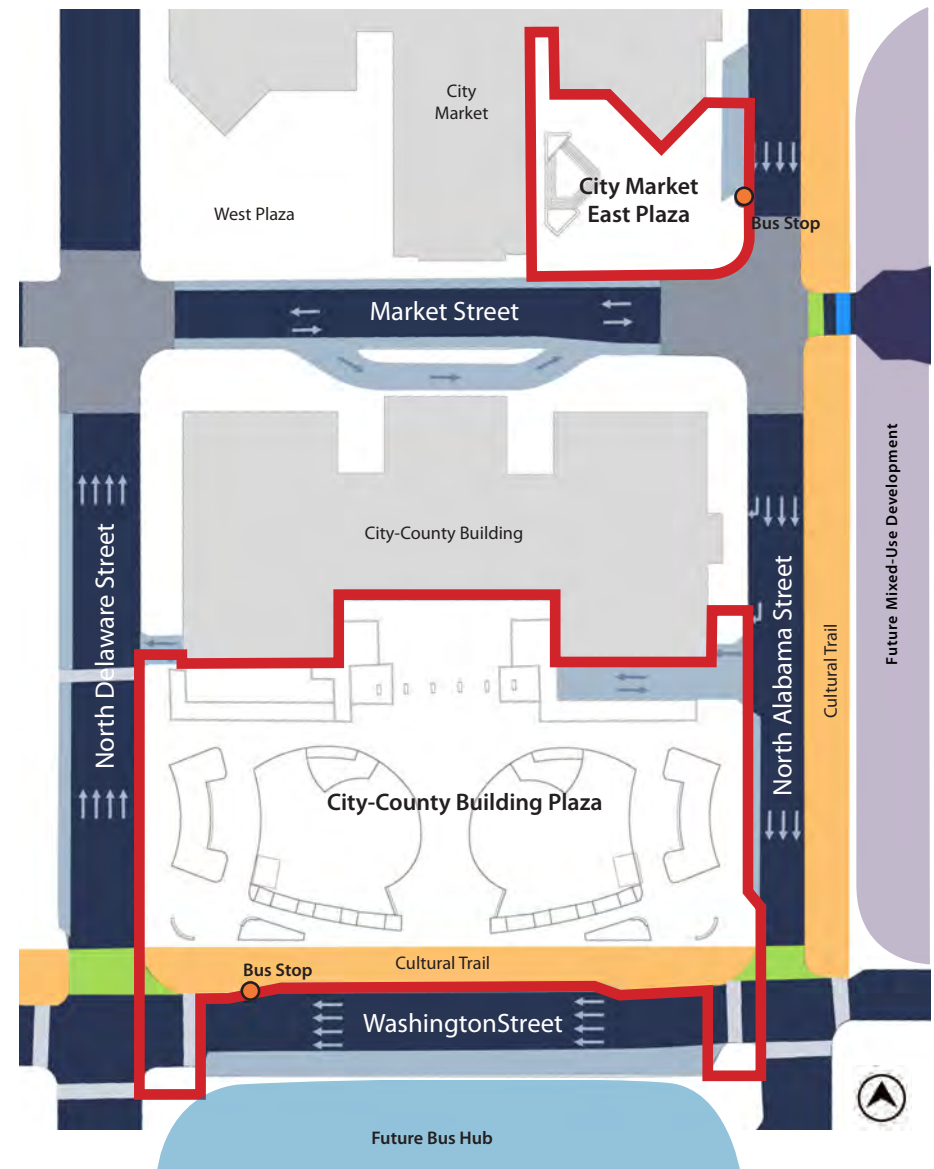 City
Market
City Market
East Plaza
West Plaza
Bus Stop
Market Street
Future Mixed-Use Development
City-County Building
North Delaware Street
North Alabama Street
Cultural Trail
City-County Building Plaza
Cultural Trail
Bus Stop
WashingtonStreet
Future Bus Hub